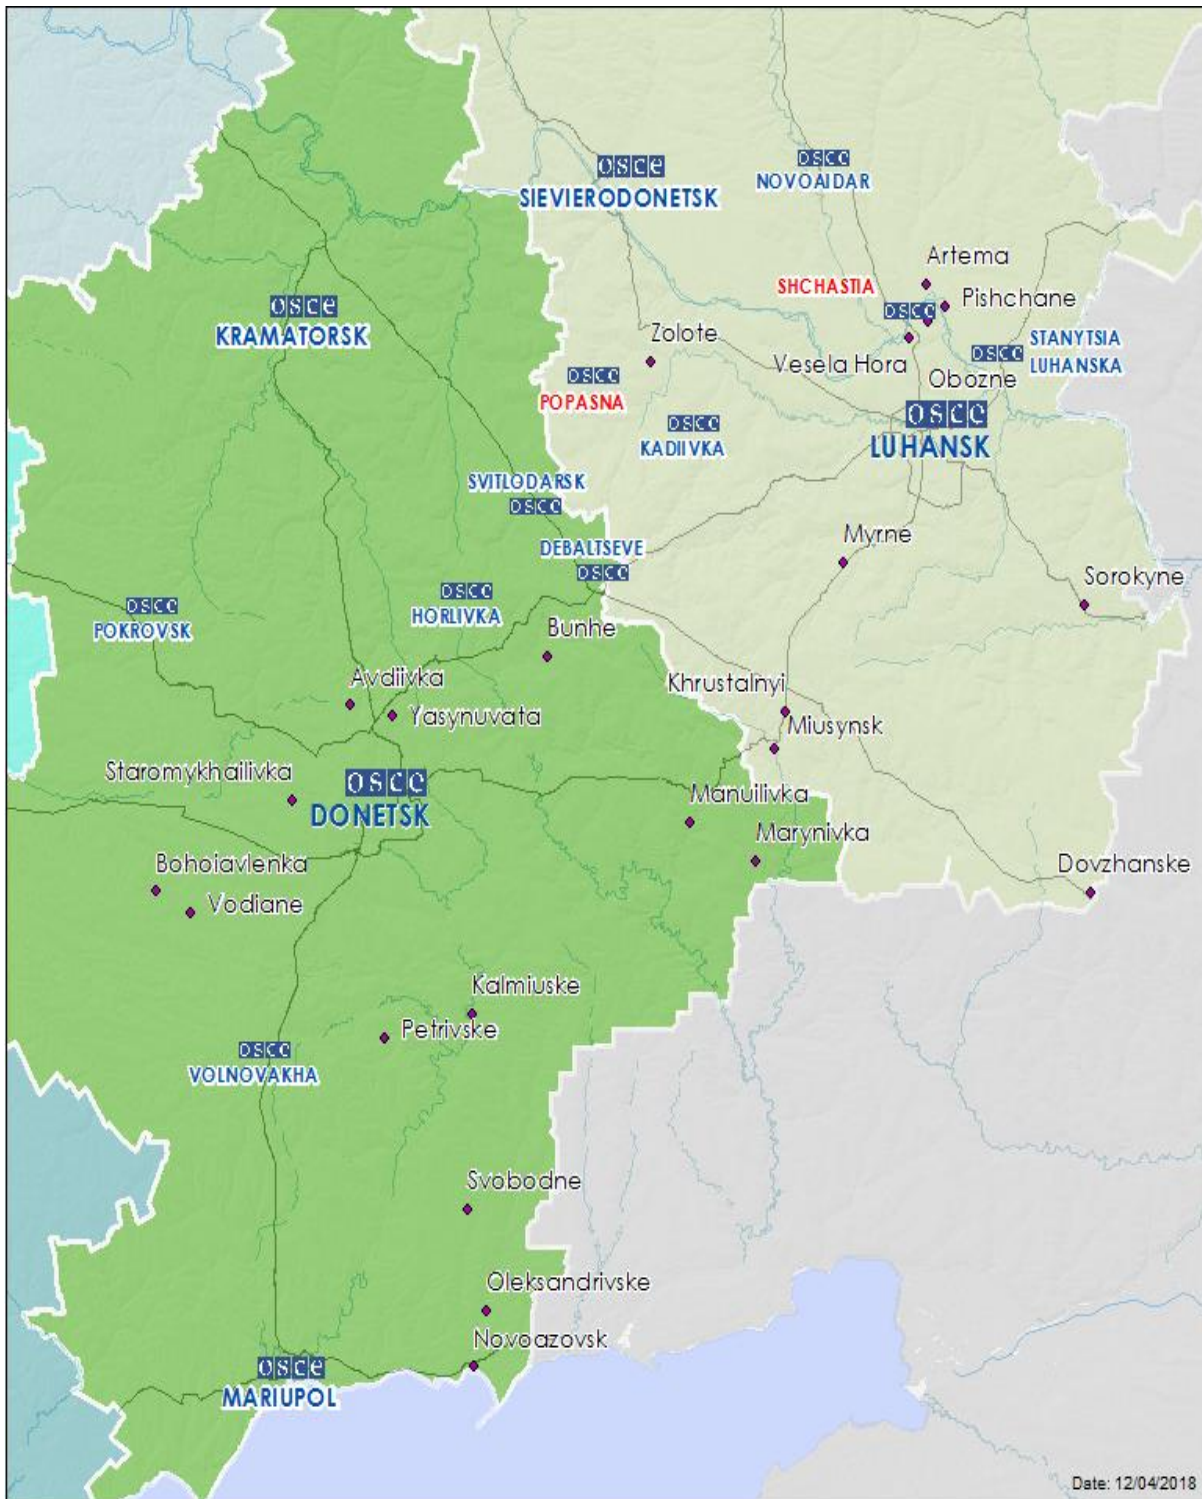 osce
SIEVIERODONETSK
osce
NOVOAIDAR
Artema
SHCHASTIA
Pishchane
osce
osce
KRAMATORSK
Zolote
Vesela Hora
osce
STANYTSIA
LUHANSKA
Obozne
osce
POPASNA
osce
LUHANSK
osce
KADIIVKA
SVITLODARSK
osce
DEBALTSEVE
osce
Myrne
Sorokyne
osce
POKROVSK
osce
HORLIVKA
Bunhe
Avdiivka
Yasynuvata
Khrustalnyi
Miusynsk
Staromykhailivka
osce
DONETSK
Manuilivka
Marynivka
Bohoiavlenka
Vodiane
Dovzhanske
Kalmiuske
Petrivske
osce
VOLNOVAKHA
Svobodne
Oleksandrivske
Novoazovsk
osce
MARIUPOL
Date: 12/04/2018